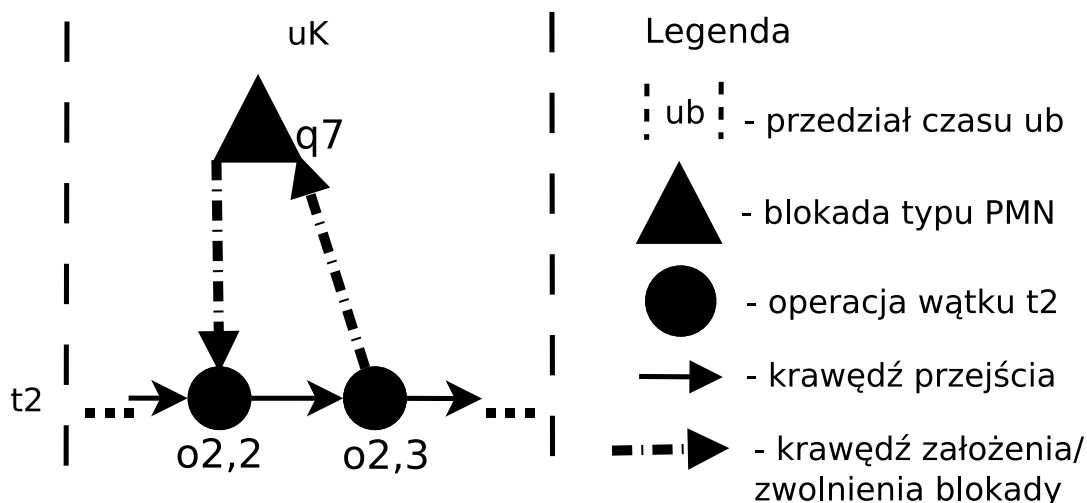 uK
q7
t2
o2,2
o2,3
Legenda
ub
- przedział czasu ub
- blokada typu PMN
- operacja wątku t2
- krawędź przejścia
- krawędź założenia/
zwolnienia blokady